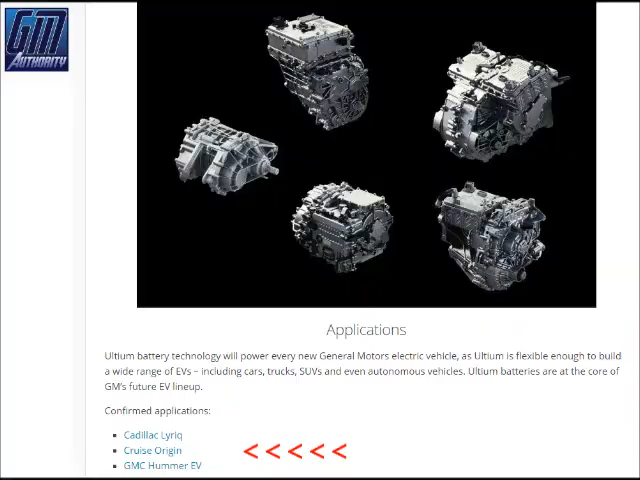 GM
AUTHORITY
Applications
Ultium battery technology will power every new General Motors electric vehicle, as Ultium is flexible enough to build
a wide range of EVs – including cars, trucks, SUVs and even autonomous vehicles. Ultium batteries are at the core of
GM's future EV lineup.
Confirmed applications:
Cadillac Lyriq
Cruise Origin <<<<<
GMC Hummer EV